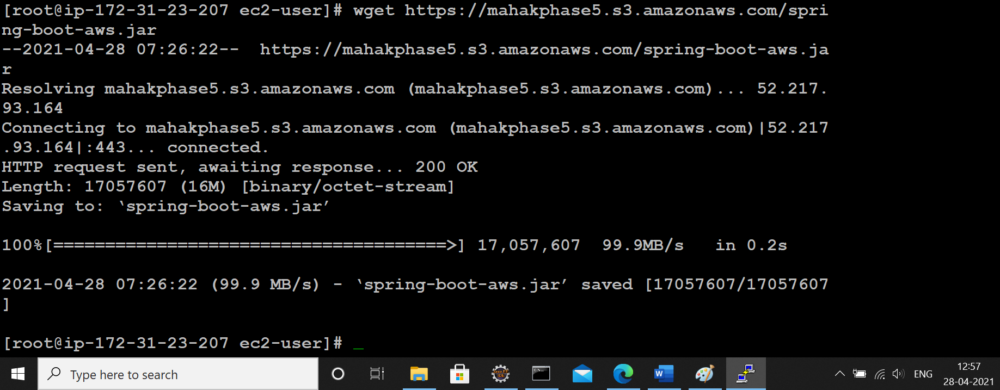 [root@ip-172-31-23-207 ec2-user]# wget https://mahakphase5.s3.amazonaws.com/spri
ng-boot-aws.jar
--2021-04-28 07:26:22--  https://mahakphase5.s3.amazonaws.com/spring-boot-aws.ja
r
Resolving mahakphase5.s3.amazonaws.com (mahakphase5.s3.amazonaws.com)... 52.217.
93.164
Connecting to mahakphase5.s3.amazonaws.com (mahakphase5.s3.amazonaws.com)|52.217
.93.164|:443... connected.
HTTP request sent, awaiting response... 200 OK
Length: 17057607 (16M) [binary/octet-stream]
Saving to: ‘spring-boot-aws.jar’
100%[======================================>] 17,057,607  99.9MB/s   in 0.2s
2021-04-28 07:26:22 (99.9 MB/s) - ‘spring-boot-aws.jar’ saved [17057607/17057607
]
[root@ip-172-31-23-207 ec2-user]# _
Type here to search
Java EE
IDE
C:\_
W
ENG
12:57
28-04-2021